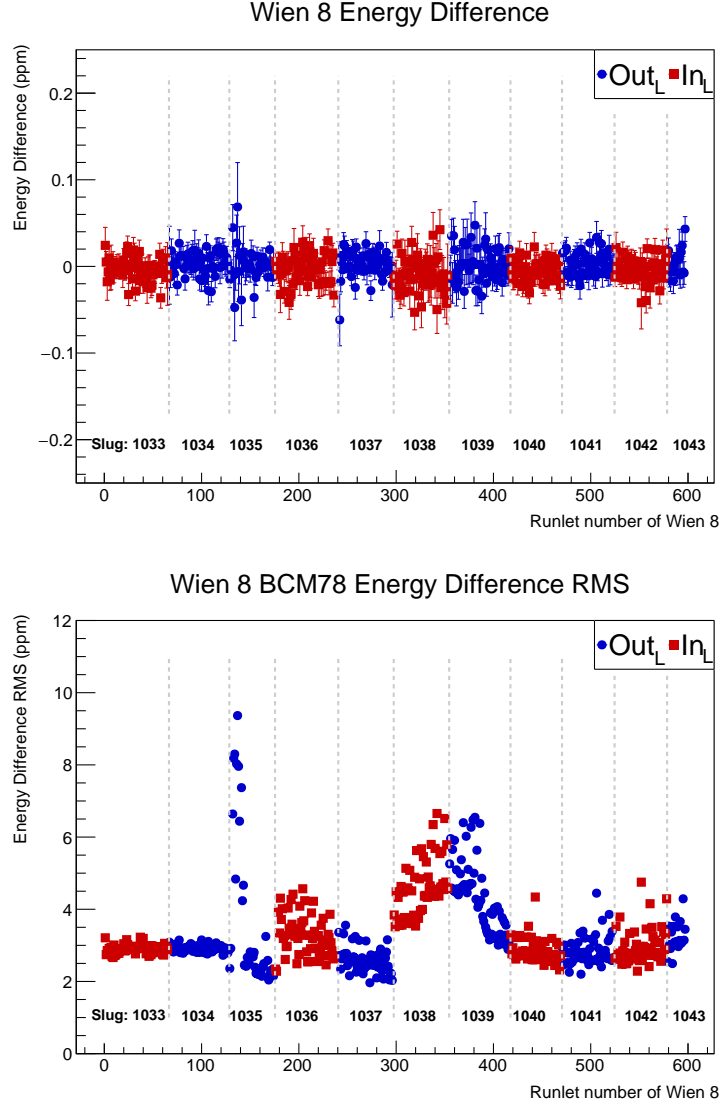 Wien 8 Energy Difference
Energy Difference (ppm)
Out_L In_L
0.2
0.1
0
−0.1
−0.2
Slug: 1033 1034 1035 1036 1037 1038 1039 1040 1041 1042 1043
0 100 200 300 400 500 600
Runlet number of Wien 8
Wien 8 BCM78 Energy Difference RMS
Energy Difference RMS (ppm)
Out_L In_L
12
10
8
6
4
2
Slug: 1033 1034 1035 1036 1037 1038 1039 1040 1041 1042 1043
0
0 100 200 300 400 500 600
Runlet number of Wien 8